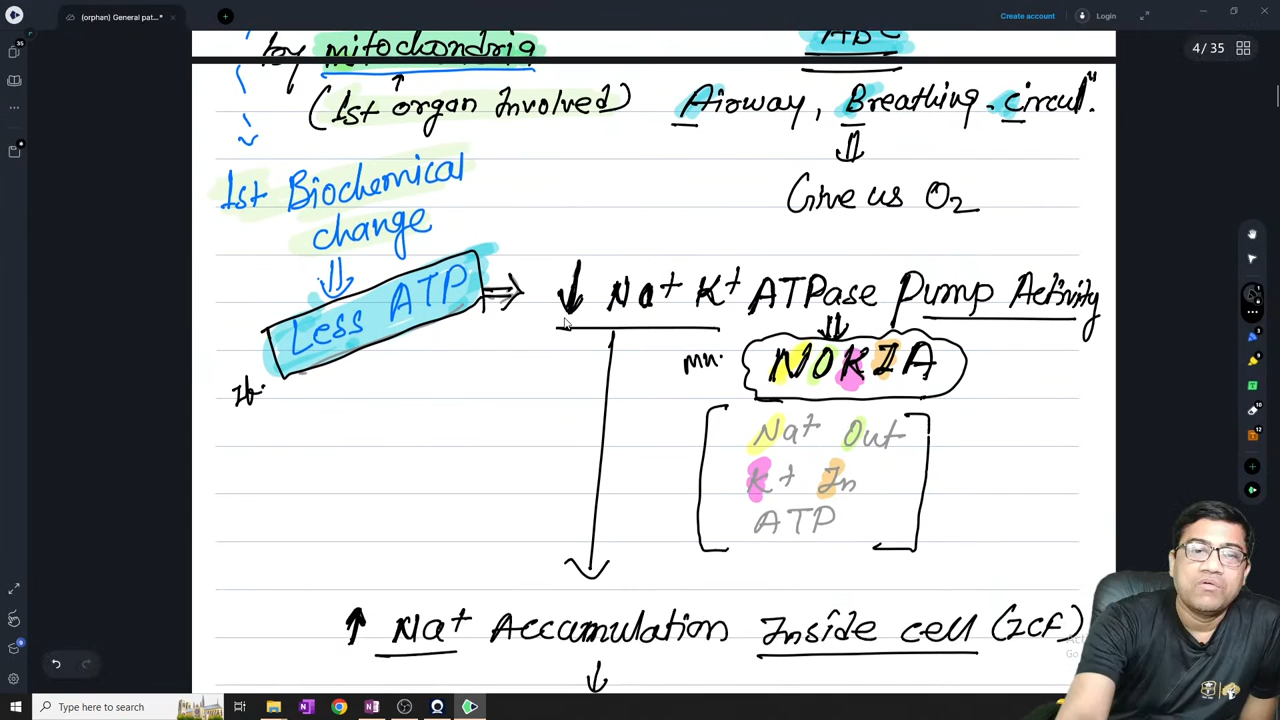 (orphan) General pat...*
Create account
Login
35
4 / 35
by mitochondria
ABC
(1st organ Involved)
Airway, Breathing. circul."
1st Biochemical
change
Give us O2
Less ATP
↓ Na+ K+ ATPase Pump Activity
mn:
NOKIA
If:
Na+ Out
K+ In
ATP
↑ Na+ Accumulation Inside cell (ICF)
Type here to search